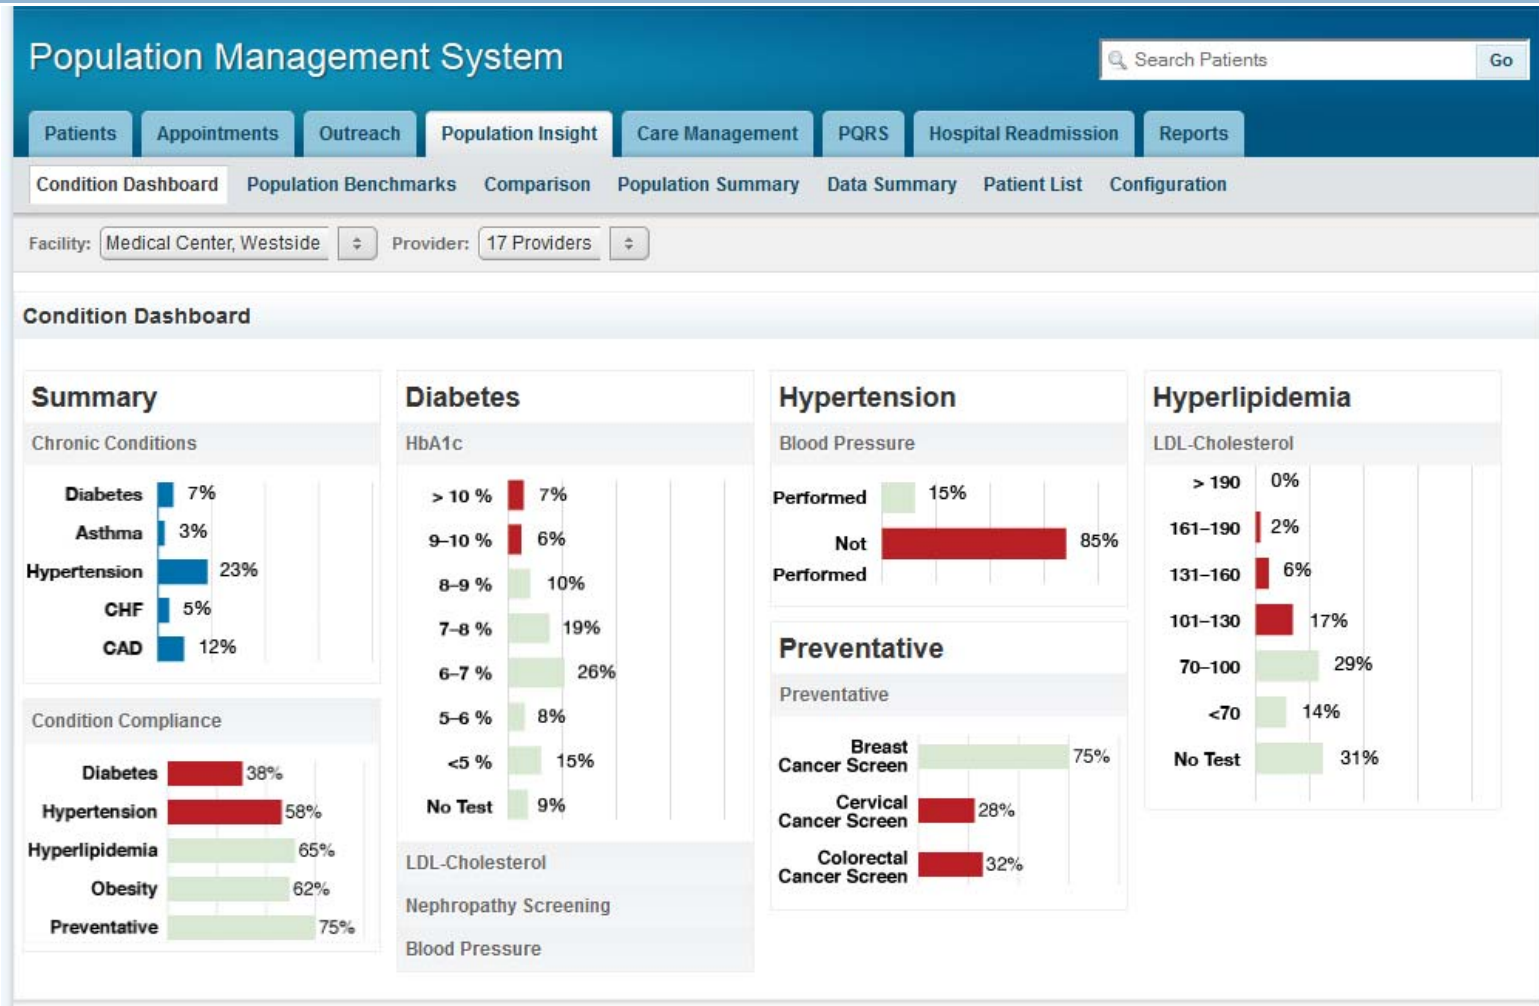 Population Management System
Search Patients
Go
Patients
Appointments
Outreach
Population Insight
Care Management
PQRS
Hospital Readmission
Reports
Condition Dashboard
Population Benchmarks
Comparison
Population Summary
Data Summary
Patient List
Configuration
Facility: Medical Center, Westside
Provider: 17 Providers
Condition Dashboard
Summary
Chronic Conditions
Diabetes 7%
Asthma 3%
Hypertension 23%
CHF 5%
CAD 12%
Condition Compliance
Diabetes 38%
Hypertension 58%
Hyperlipidemia 65%
Obesity 62%
Preventative 75%
Diabetes
HbA1c
> 10 % 7%
9–10 % 6%
8–9 % 10%
7–8 % 19%
6–7 % 26%
5–6 % 8%
<5 % 15%
No Test 9%
LDL-Cholesterol
Nephropathy Screening
Blood Pressure
Hypertension
Blood Pressure
Performed 15%
Not 85%
Performed
Preventative
Preventative
Breast
Cancer Screen 75%
Cervical
Cancer Screen 28%
Colorectal
Cancer Screen 32%
Hyperlipidemia
LDL-Cholesterol
> 190 0%
161–190 2%
131–160 6%
101–130 17%
70–100 29%
<70 14%
No Test 31%